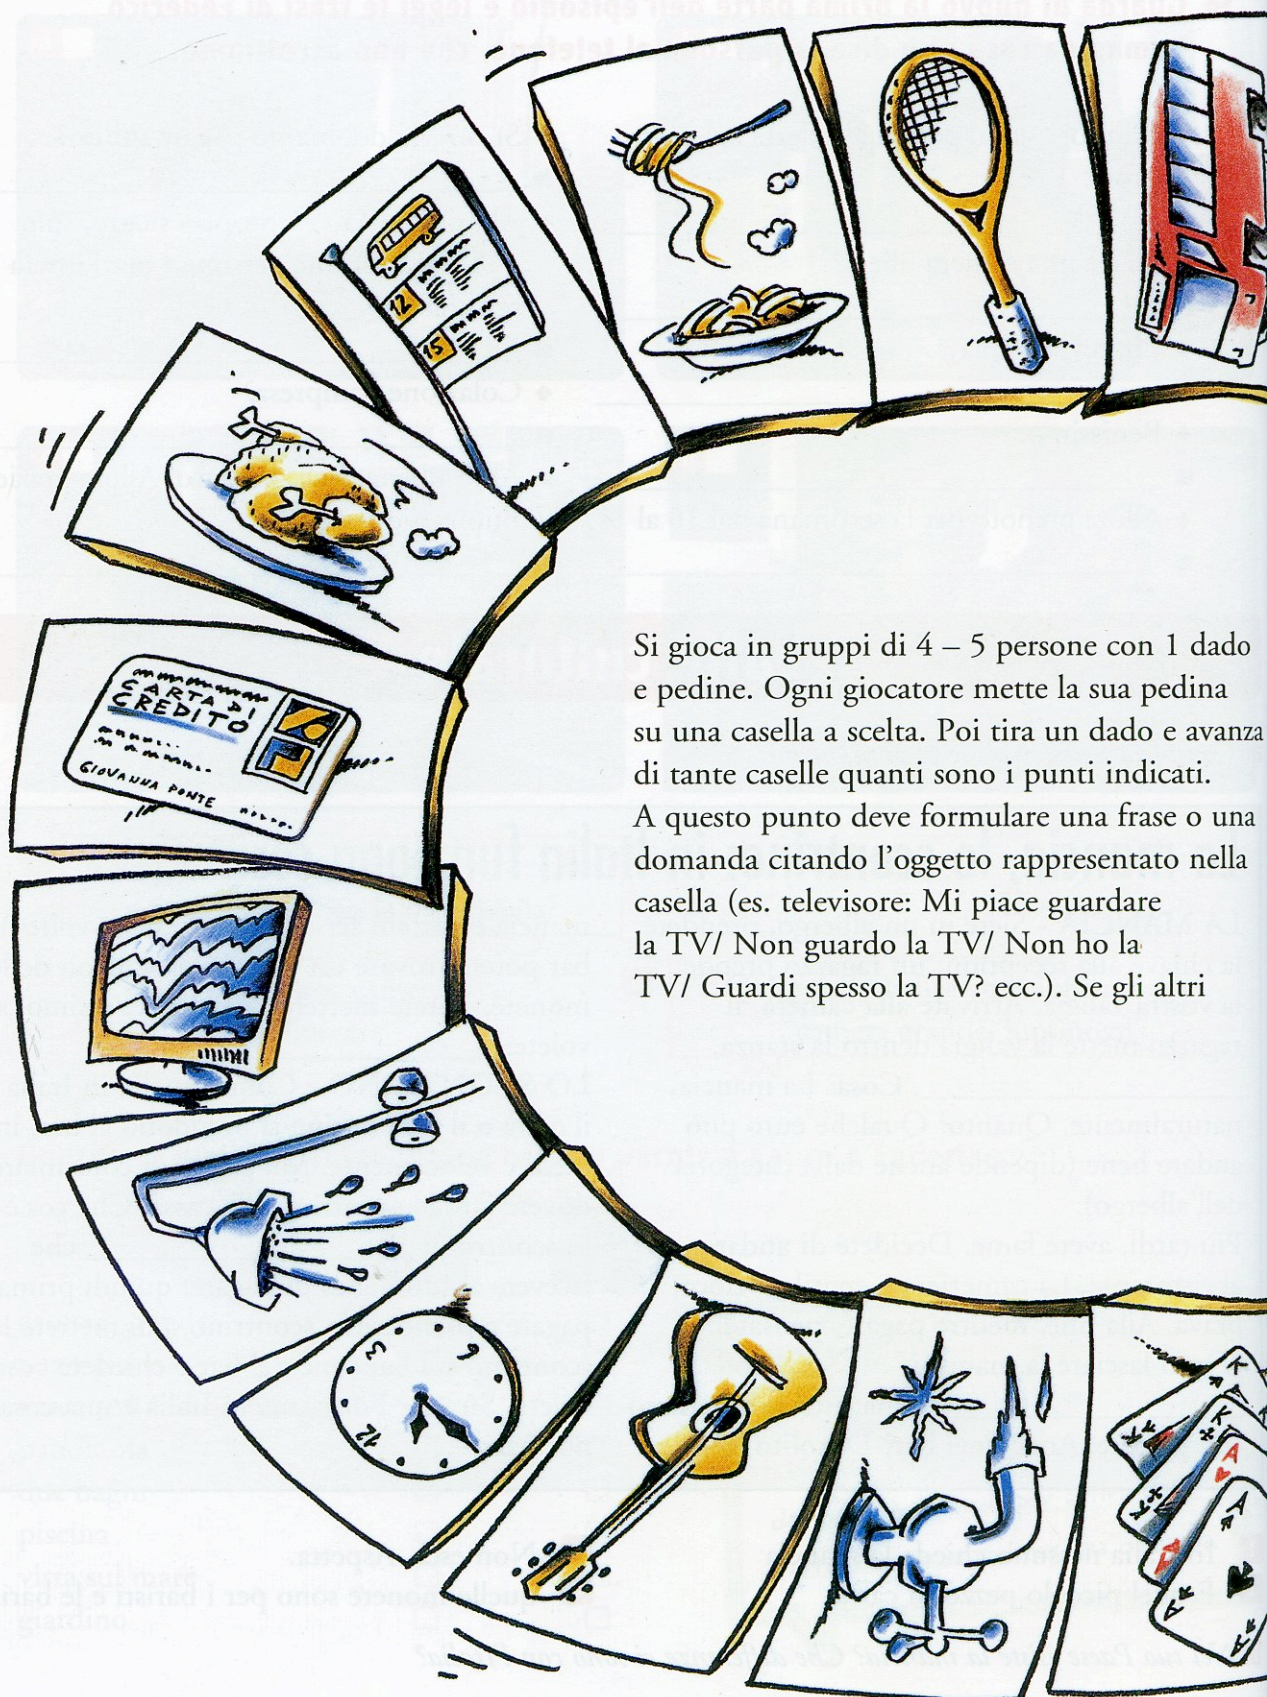 12
15
CARTA DI
CREDITO
GIOVANNA PONTE
Si gioca in gruppi di 4 – 5 persone con 1 dado
e pedine. Ogni giocatore mette la sua pedina
su una casella a scelta. Poi tira un dado e avanza
di tante caselle quanti sono i punti indicati.
A questo punto deve formulare una frase o una
domanda citando l'oggetto rappresentato nella
casella (es. televisore: Mi piace guardare
la TV/ Non guardo la TV/ Non ho la
TV/ Guardi spesso la TV? ecc.). Se gli altri
3
6
12
K
K
K
K
A
A
A
A
A